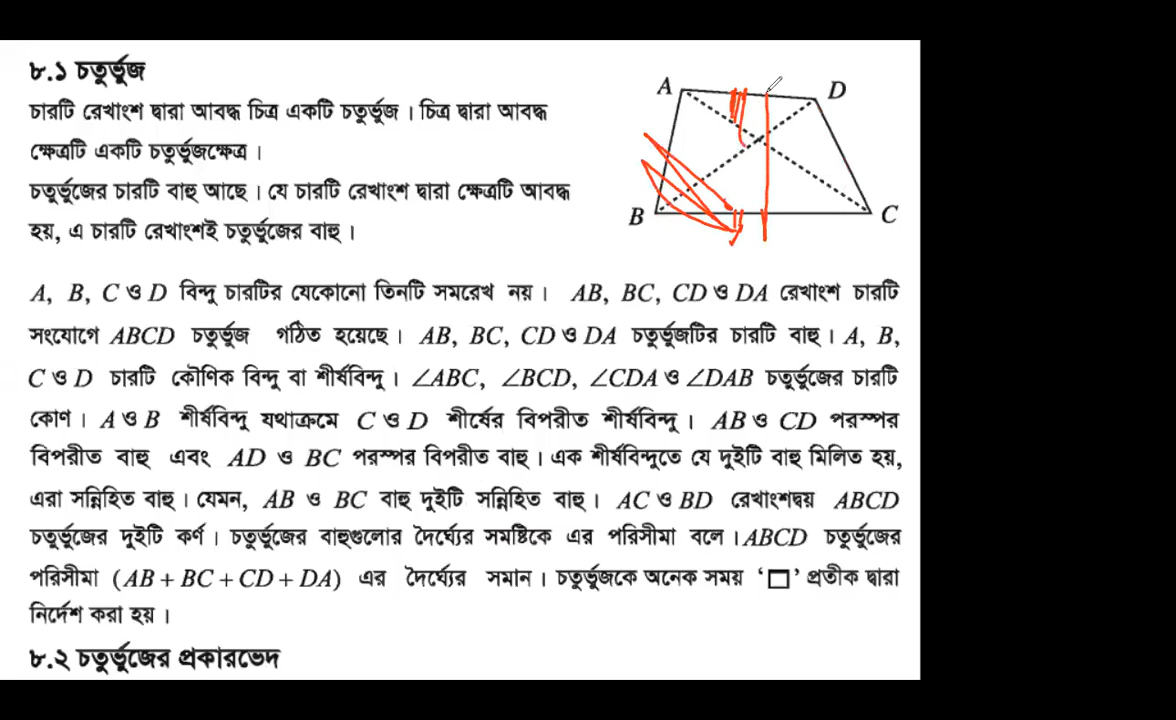 ৮.১ চতুর্ভুজ
চারটি রেখাংশ দ্বারা আবদ্ধ চিত্র একটি চতুর্ভুজ। চিত্র দ্বারা আবদ্ধ
ক্ষেত্রটি একটি চতুর্ভুজক্ষেত্র।
চতুর্ভুজের চারটি বাহু আছে। যে চারটি রেখাংশ দ্বারা ক্ষেত্রটি আবদ্ধ
হয়, এ চারটি রেখাংশই চতুর্ভুজের বাহু।
A D
B C
A, B, C ও D বিন্দু চারটির যেকোনো তিনটি সমরেখ নয়। AB, BC, CD ও DA রেখাংশ চারটি
সংযোগে ABCD চতুর্ভুজ গঠিত হয়েছে। AB, BC, CD ও DA চতুর্ভুজটির চারটি বাহু। A, B,
C ও D চারটি কৌণিক বিন্দু বা শীর্ষবিন্দু। ∠ABC, ∠BCD, ∠CDA ও ∠DAB চতুর্ভুজের চারটি
কোণ। A ও B শীর্ষবিন্দু যথাক্রমে C ও D শীর্ষের বিপরীত শীর্ষবিন্দু। AB ও CD পরস্পর
বিপরীত বাহু এবং AD ও BC পরস্পর বিপরীত বাহু। এক শীর্ষবিন্দুতে যে দুইটি বাহু মিলিত হয়,
এরা সন্নিহিত বাহু। যেমন, AB ও BC বাহু দুইটি সন্নিহিত বাহু। AC ও BD রেখাংশদ্বয় ABCD
চতুর্ভুজের দুইটি কর্ণ। চতুর্ভুজের বাহুগুলোর দৈর্ঘ্যের সমষ্টিকে এর পরিসীমা বলে। ABCD চতুর্ভুজের
পরিসীমা (AB + BC + CD + DA) এর দৈর্ঘ্যের সমান। চতুর্ভুজকে অনেক সময় ‘□’ প্রতীক দ্বারা
নির্দেশ করা হয়।
৮.২ চতুর্ভুজের প্রকারভেদ